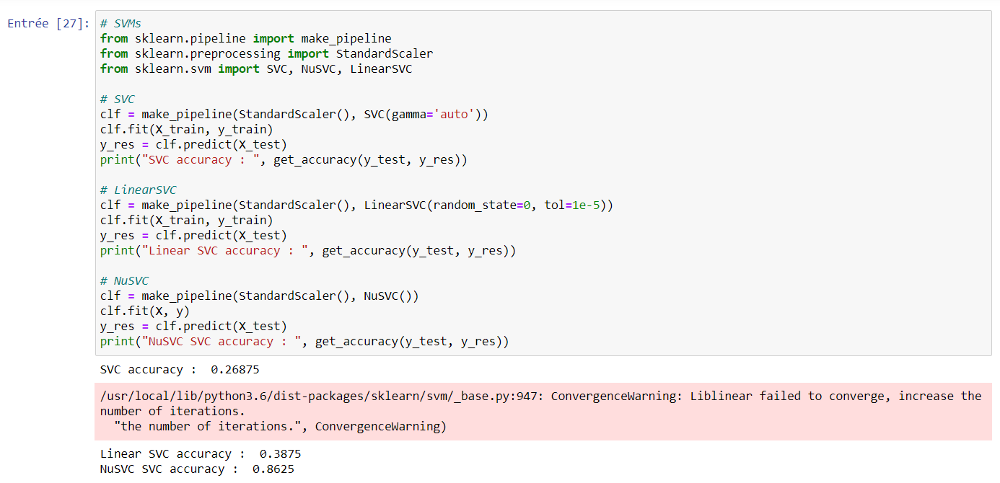 Entrée [27]: # SVMs
from sklearn.pipeline import make_pipeline
from sklearn.preprocessing import StandardScaler
from sklearn.svm import SVC, NuSVC, LinearSVC

# SVC
clf = make_pipeline(StandardScaler(), SVC(gamma='auto'))
clf.fit(X_train, y_train)
y_res = clf.predict(X_test)
print("SVC accuracy : ", get_accuracy(y_test, y_res))

# LinearSVC
clf = make_pipeline(StandardScaler(), LinearSVC(random_state=0, tol=1e-5))
clf.fit(X_train, y_train)
y_res = clf.predict(X_test)
print("Linear SVC accuracy : ", get_accuracy(y_test, y_res))

# NuSVC
clf = make_pipeline(StandardScaler(), NuSVC())
clf.fit(X, y)
y_res = clf.predict(X_test)
print("NuSVC SVC accuracy : ", get_accuracy(y_test, y_res))

SVC accuracy :  0.26875
/usr/local/lib/python3.6/dist-packages/sklearn/svm/_base.py:947: ConvergenceWarning: Liblinear failed to converge, increase the
number of iterations.
  "the number of iterations.", ConvergenceWarning)
Linear SVC accuracy :  0.3875
NuSVC SVC accuracy :  0.8625